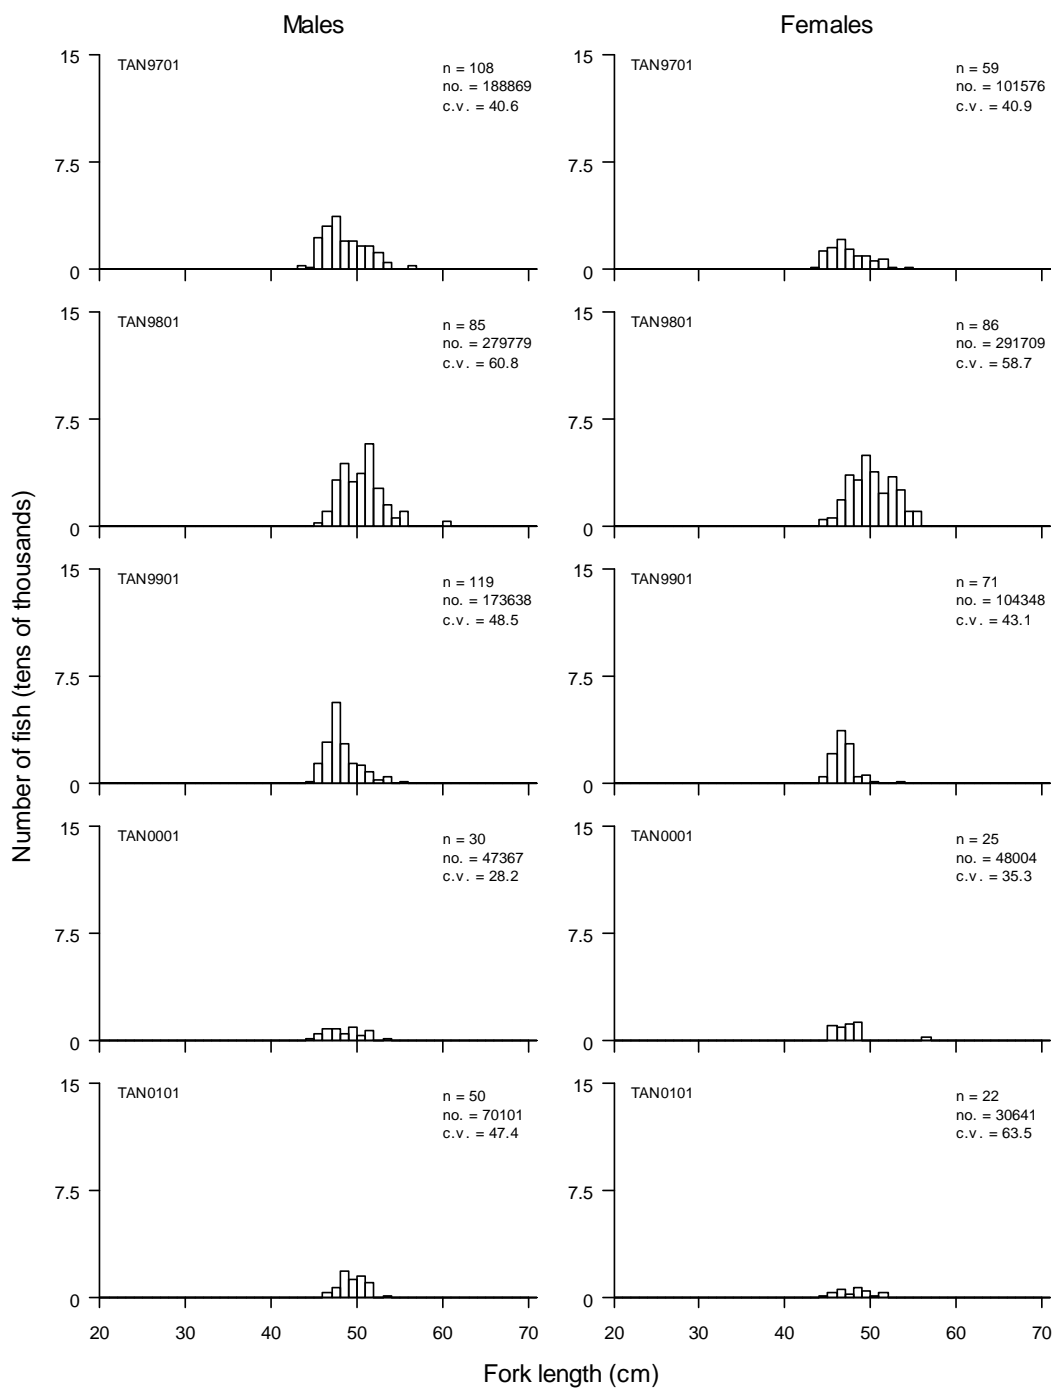 Males
Females
15
TAN9701
n = 108
no. = 188869
c.v. = 40.6
7.5
0
15
TAN9701
n = 59
no. = 101576
c.v. = 40.9
7.5
0
15
TAN9801
n = 85
no. = 279779
c.v. = 60.8
7.5
0
15
TAN9801
n = 86
no. = 291709
c.v. = 58.7
7.5
0
15
TAN9901
n = 119
no. = 173638
c.v. = 48.5
7.5
0
15
TAN9901
n = 71
no. = 104348
c.v. = 43.1
7.5
0
15
TAN0001
n = 30
no. = 47367
c.v. = 28.2
7.5
0
15
TAN0001
n = 25
no. = 48004
c.v. = 35.3
7.5
0
15
TAN0101
n = 50
no. = 70101
c.v. = 47.4
7.5
0
15
TAN0101
n = 22
no. = 30641
c.v. = 63.5
7.5
0
20 30 40 50 60 70
20 30 40 50 60 70
Fork length (cm)
Number of fish (tens of thousands)